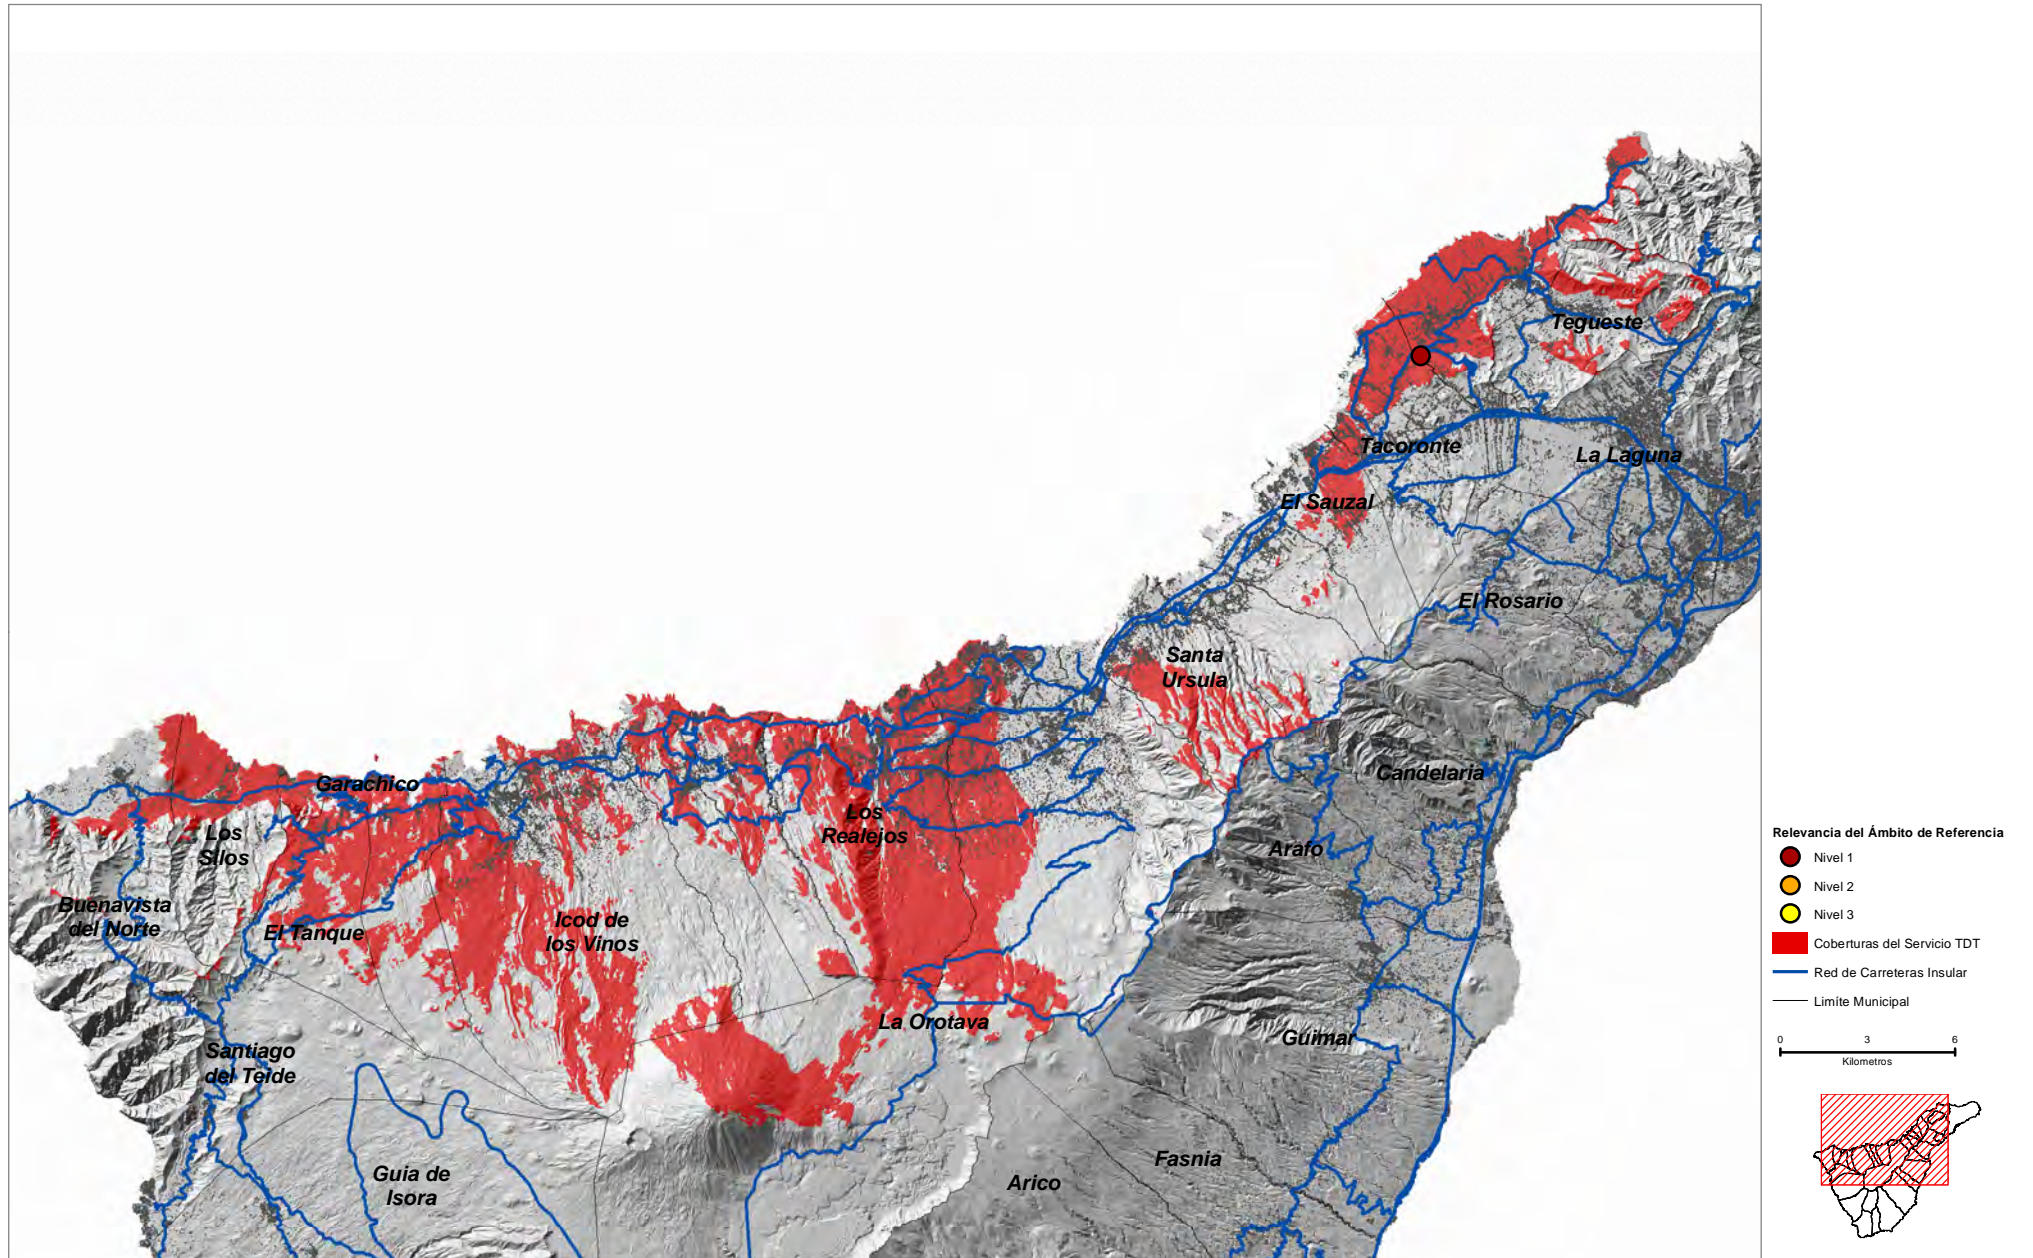 Tegueste
Tacoronte
La Laguna
El Sauzal
El Rosario
Santa
Ursula
Garachico
Candelaria
Los
Realejos
Los
Silos
Arafo
Buenavista
del Norte
El Tanque
Icod de
los Vinos
La Orotava
Guimar
Santiago
del Teide
Guia de
Isora
Arico
Fasnia
Relevancia del Ámbito de Referencia
Nivel 1
Nivel 2
Nivel 3
Coberturas del Servicio TDT
Red de Carreteras Insular
Limíte Municipal
0 3 6
Kilometros